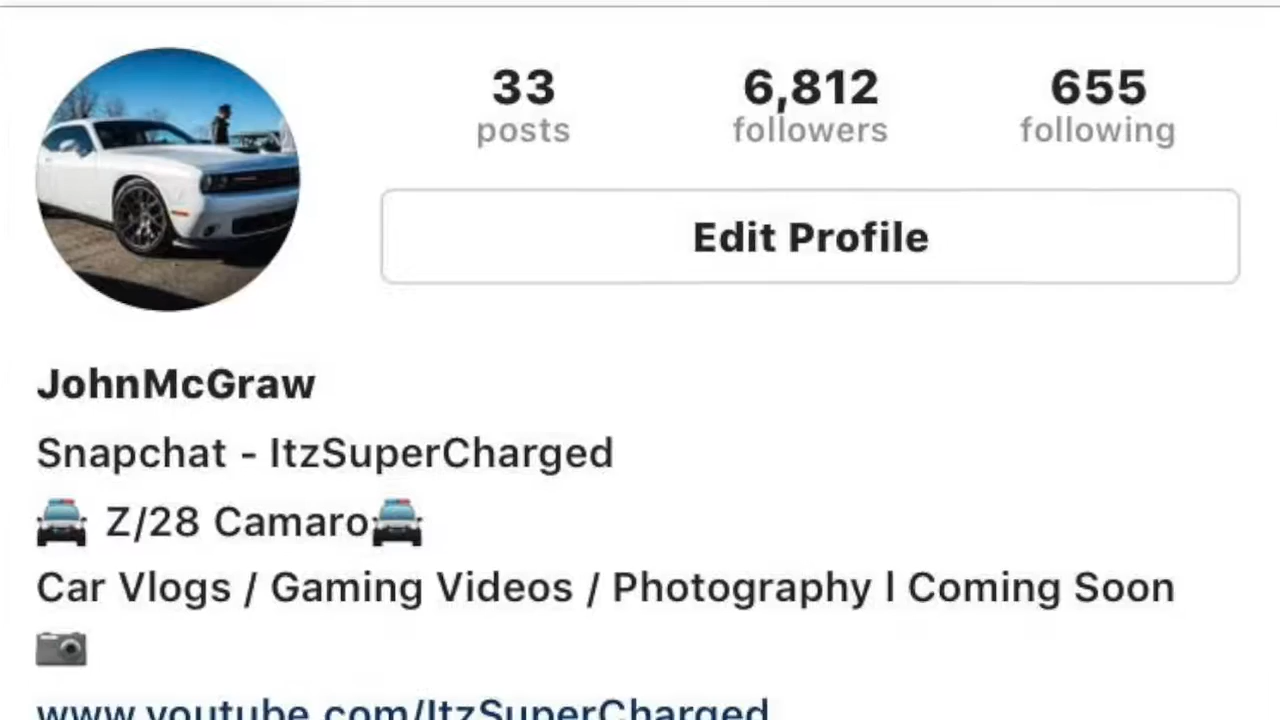 33 6,812 655
posts followers following
Edit Profile
JohnMcGraw
Snapchat - ItzSuperCharged
🚔 Z/28 Camaro🚔
Car Vlogs / Gaming Videos / Photography l Coming Soon
📷
www.youtube.com/ItzSuperCharged